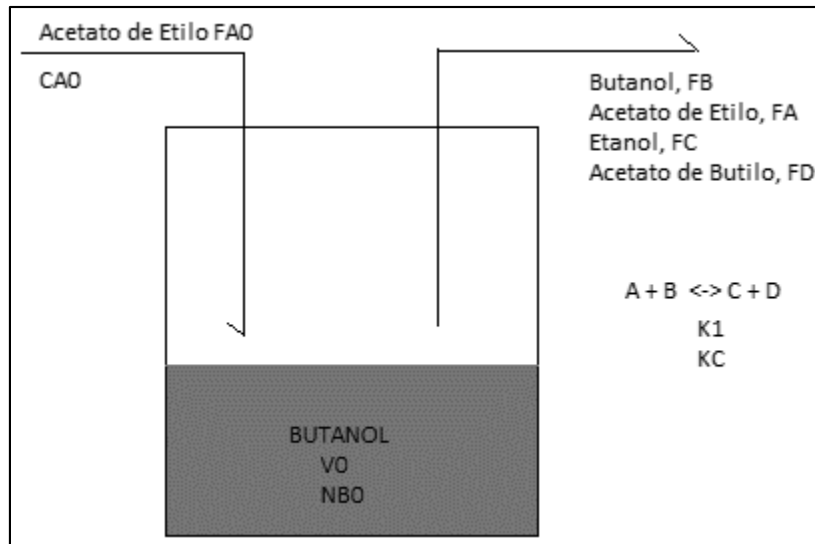 Acetato de Etilo FA0
CA0
Butanol, FB
Acetato de Etilo, FA
Etanol, FC
Acetato de Butilo, FD
A + B <-> C + D
K1
KC
BUTANOL
V0
NB0